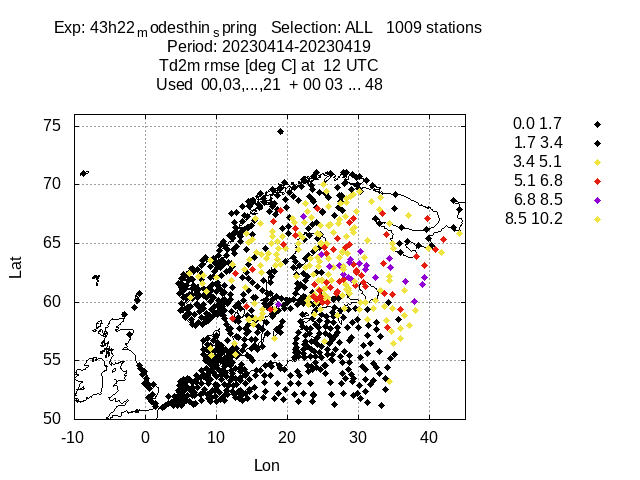 Exp: 43h22modesthinspring Selection: ALL 1009 stations
Period: 20230414-20230419
Td2m rmse [deg C] at 12 UTC
Used 00,03,...,21 + 00 03 ... 48
0.0 1.7
1.7 3.4
3.4 5.1
5.1 6.8
6.8 8.5
8.5 10.2
75
70
65
60
55
50
Lat
-10 0 10 20 30 40
Lon